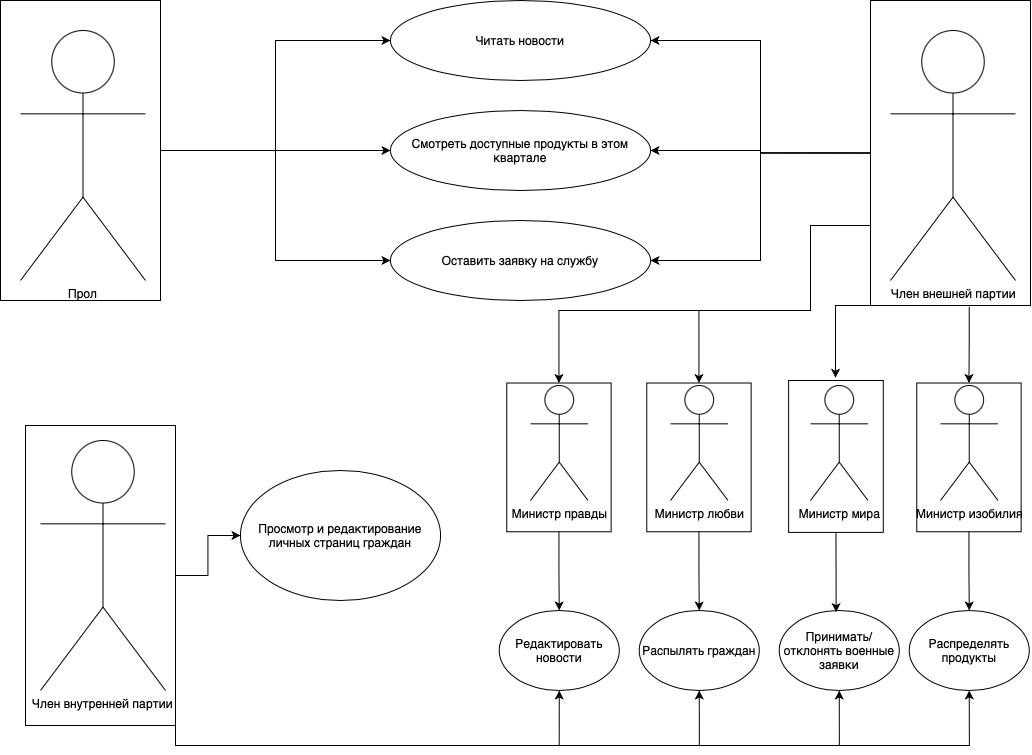 Читать новости
Смотреть доступные продукты в этом
квартале
Оставить заявку на службу
Прол
Член внешней партии
Министр правды
Министр любви
Министр мира
Министр изобилия
Просмотр и редактирование
личных страниц граждан
Редактировать
новости
Распылять граждан
Принимать/
отклонять военные
заявки
Распределять
продукты
Член внутренней партии